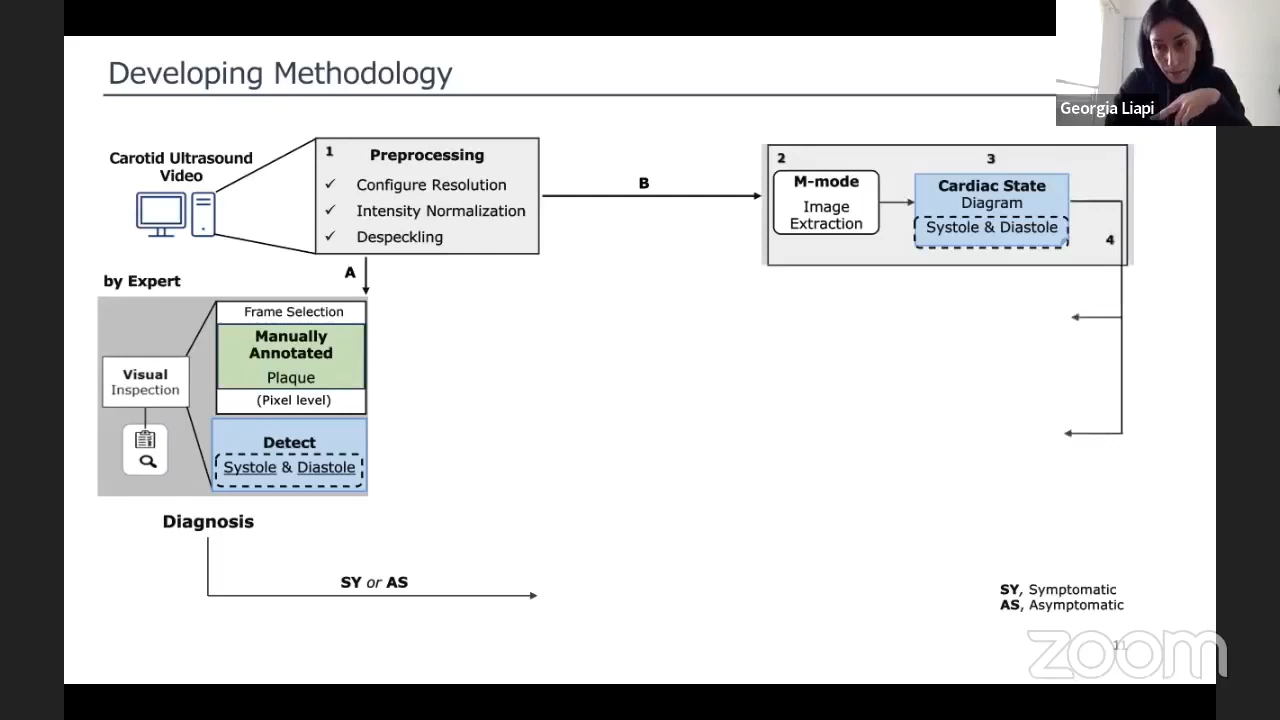 Developing Methodology
Georgia Liapi
Carotid Ultrasound
Video
1
Preprocessing
✓ Configure Resolution
✓ Intensity Normalization
✓ Despeckling
B
2
M-mode
Image
Extraction
3
Cardiac State
Diagram
Systole & Diastole
4
A
by Expert
Visual
Inspection
Frame Selection
Manually
Annotated
Plaque
(Pixel level)
Detect
Systole & Diastole
Diagnosis
SY or AS
SY, Symptomatic
AS, Asymptomatic
11
zoom